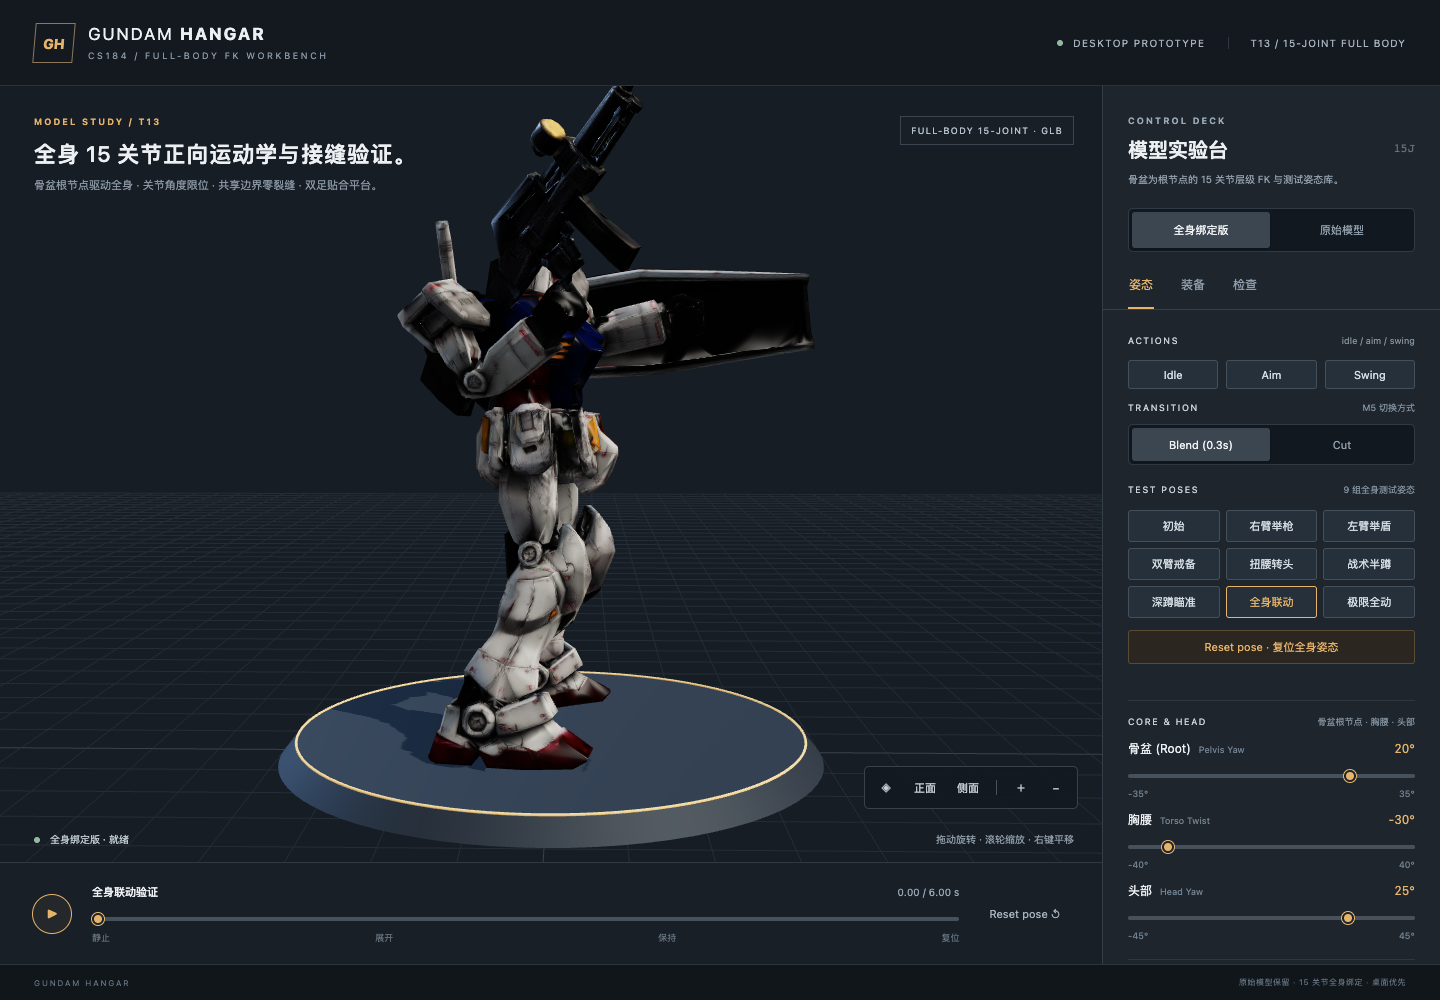 GH
GUNDAM HANGAR
CS184 / FULL-BODY FK WORKBENCH
DESKTOP PROTOTYPE
T13 / 15-JOINT FULL BODY
MODEL STUDY / T13
全身 15 关节正向运动学与接缝验证。
骨盆根节点驱动全身 · 关节角度限位 · 共享边界零裂缝 · 双足贴合平台。
FULL-BODY 15-JOINT · GLB
正面 侧面 + −
全身绑定版 · 就绪
拖动旋转 · 滚轮缩放 · 右键平移
全身联动验证
0.00 / 6.00 s
静止 展开 保持 复位
Reset pose
CONTROL DECK
模型实验台
15J
骨盆为根节点的 15 关节层级 FK 与测试姿态库。
全身绑定版 原始模型
姿态 装备 检查
ACTIONS idle / aim / swing
Idle Aim Swing
TRANSITION M5 切换方式
Blend (0.3s) Cut
TEST POSES 9 组全身测试姿态
初始 右臂举枪 左臂举盾
双臂戒备 扭腰转头 战术半蹲
深蹲瞄准 全身联动 极限全动
Reset pose · 复位全身姿态
CORE & HEAD 骨盆根节点 · 胸腰 · 头部
骨盆 (Root) Pelvis Yaw 20°
-35° 35°
胸腰 Torso Twist -30°
-40° 40°
头部 Head Yaw 25°
-45° 45°
GUNDAM HANGAR
原始模型保留 · 15 关节全身绑定 · 桌面优先